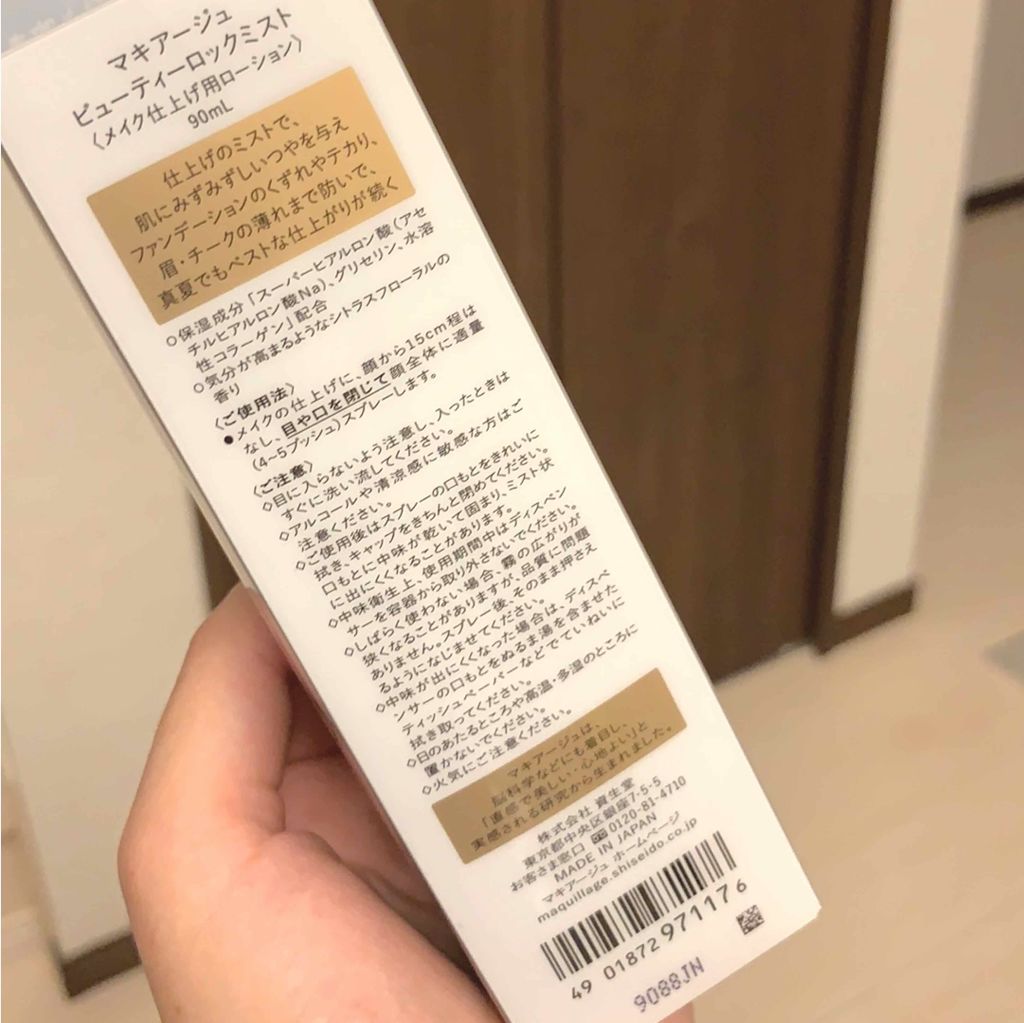 マキアージュ
ビューティーロックミスト
〈メイク仕上げ用ローション〉
90mL
仕上げのミストで、
肌にみずみずしいつやを与え
ファンデーションのくずれやテカリ、
眉・チークの薄れまで防いで、
真夏でもベストな仕上がりが続く
○保湿成分「スーパーヒアルロン酸（アセ
チルヒアルロン酸Na）、グリセリン、水溶
性コラーゲン」配合
○気分が高まるようなシトラスフローラルの
香り
〈ご使用法〉
●メイクの仕上げに、顔から15cm程は
なし、目や口を閉じて顔全体に適量
（4~5プッシュ）スプレーします。
〈ご注意〉
◇目に入らないよう注意し、入ったときは
すぐに洗い流してください。
◇アルコールや清涼感に敏感な方はご
注意ください。
◇ご使用後はスプレーの口もとをきれいに
拭き、キャップをきちんと閉めてください。
口もとに中味が乾いて固まり、ミスト状
に出にくくなることがあります。
◇中味衛生上、使用期間中はディスペン
サーを容器から取り外さないでください。
◇しばらく使わない場合、霧の広がりが
狭くなることがありますが、品質に問題
ありません。スプレー後、そのまま押さえ
るようになじませてください。
◇中味が出にくくなった場合は、ディスペ
ンサーの口もとをぬるま湯を含ませた
ティッシュペーパーなどでていねいに
拭き取ってください。
◇日のあたるところや高温・多湿のところに
置かないでください。
◇火気にご注意ください。
マキアージュは、
脳科学などにも着目し、
「直感で美しい・心地よい」と
実感される研究から生まれました。
株式会社 資生堂
東京都中央区銀座7-5-5
お客さま窓口 0120-81-4710
MADE IN JAPAN
マキアージュ ホームページ
maquillage.shiseido.co.jp
49 01872 971176
9088JN